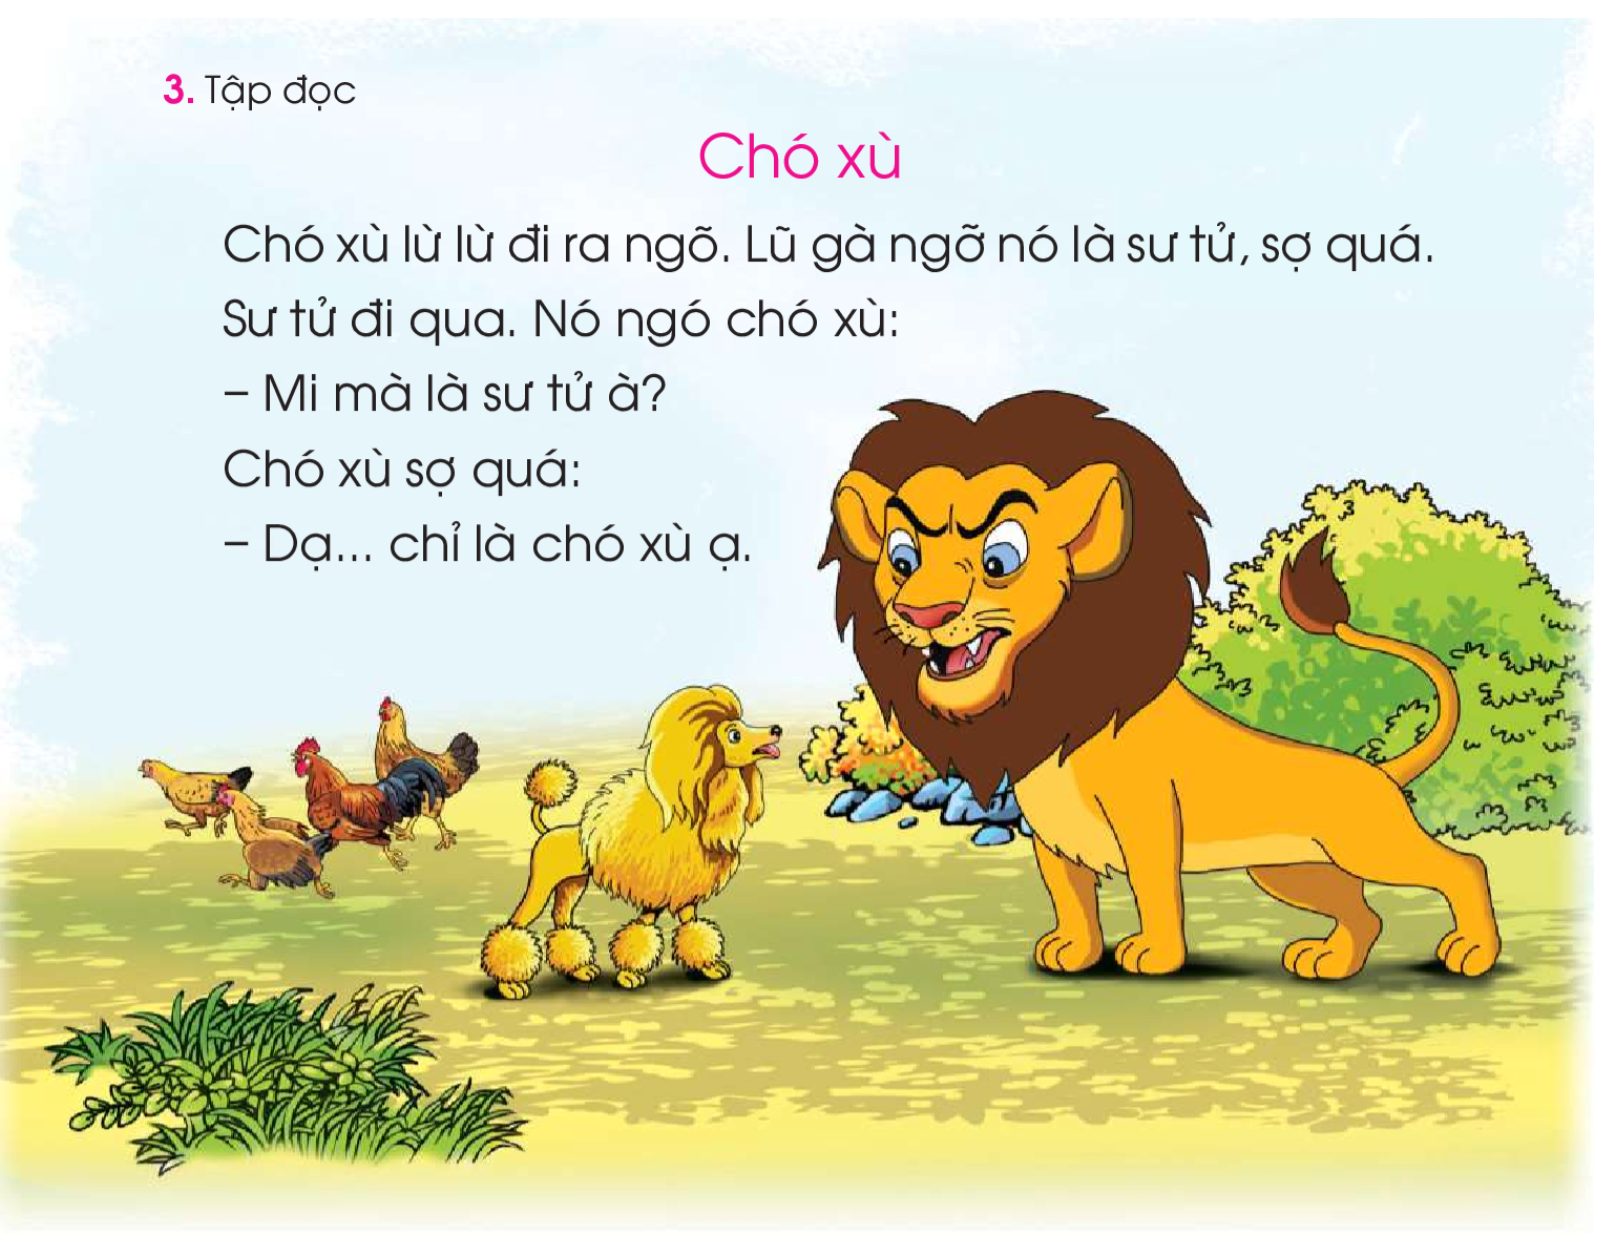 3. Tập đọc
Chó xù
Chó xù lừ lừ đi ra ngõ. Lũ gà ngỡ nó là sư tử, sợ quá.
Sư tử đi qua. Nó ngó chó xù:
– Mi mà là sư tử à?
Chó xù sợ quá:
– Dạ... chỉ là chó xù ạ.